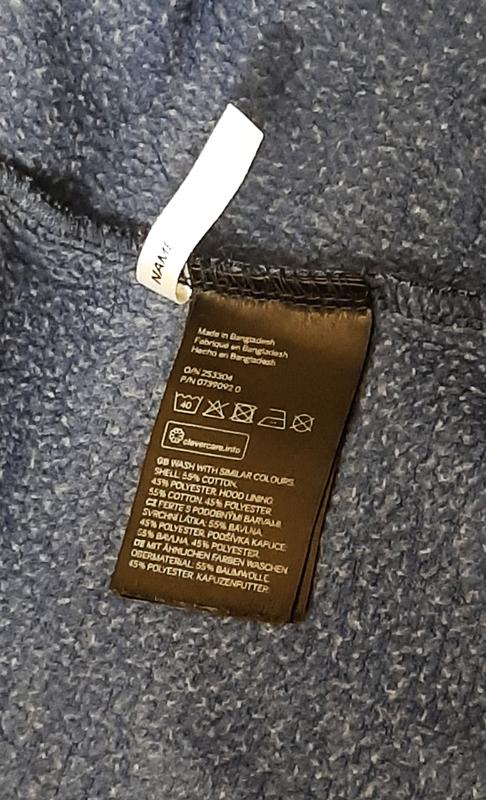 NAME
Made in Bangladesh
Fabriqué en Bangladesh
Hecho en Bangladesh
O/N 253304
P/N 0739092 0
40
clevercare.info
GB WASH WITH SIMILAR COLOURS.
SHELL: 55% COTTON,
45% POLYESTER. HOOD LINING
55% COTTON, 45% POLYESTER.
CZ PERTE S PODOBNÝMI BARVAMI.
SVRCHNÍ LÁTKA: 55% BAVLNA,
45% POLYESTER. PODŠÍVKA KAPUCE:
55% BAVLNA, 45% POLYESTER.
DE MIT ÄHNLICHEN FARBEN WASCHEN.
OBERMATERIAL: 55% BAUMWOLLE,
45% POLYESTER. KAPUZENFUTTER: